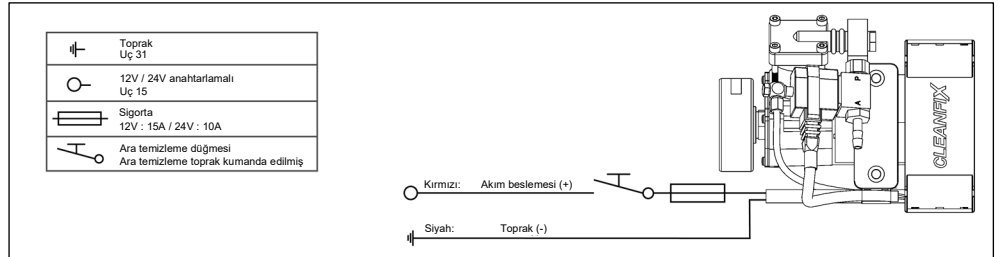 Toprak
Uç 31
12V / 24V anahtarlamalı
Uç 15
Sigorta
12V : 15A / 24V : 10A
Ara temizleme düğmesi
Ara temizleme toprak kumanda edilmiş
Kırmızı: Akım beslemesi (+)
Siyah: Toprak (-)
P
A
CLEANFIX